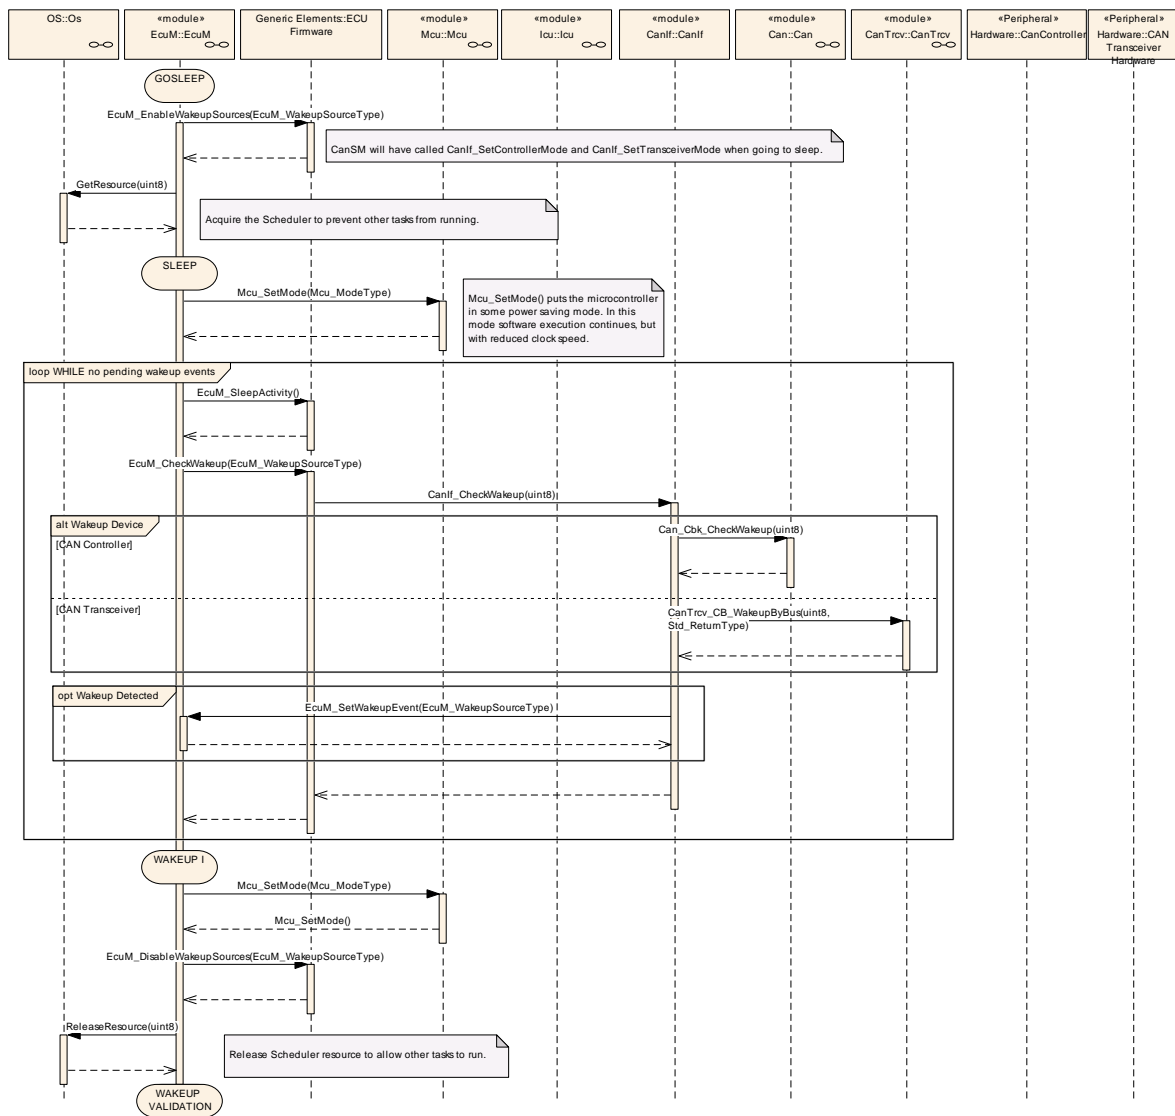 OS::Os
«module»
EcuM::EcuM
Generic Elements::ECU
Firmware
«module»
Mcu::Mcu
«module»
Icu::Icu
«module»
CanIf::CanIf
«module»
Can::Can
«module»
CanTrcv::CanTrcv
«Peripheral»
Hardware::CanController
«Peripheral»
Hardware::CAN
Transceiver
Hardware
GOSLEEP
EcuM_EnableWakeupSources(EcuM_WakeupSourceType)
CanSM will have called CanIf_SetControllerMode and CanIf_SetTransceiverMode when going to sleep.
GetResource(uint8)
Acquire the Scheduler to prevent other tasks from running.
SLEEP
Mcu_SetMode(Mcu_ModeType)
Mcu_SetMode() puts the microcontroller
in some power saving mode. In this
mode software execution continues, but
with reduced clock speed.
loop WHILE no pending wakeup events
EcuM_SleepActivity()
EcuM_CheckWakeup(EcuM_WakeupSourceType)
CanIf_CheckWakeup(uint8)
alt Wakeup Device
[CAN Controller]
Can_Cbk_CheckWakeup(uint8)
[CAN Transceiver]
CanTrcv_CB_WakeupByBus(uint8,
Std_ReturnType)
opt Wakeup Detected
EcuM_SetWakeupEvent(EcuM_WakeupSourceType)
WAKEUP I
Mcu_SetMode(Mcu_ModeType)
Mcu_SetMode()
EcuM_DisableWakeupSources(EcuM_WakeupSourceType)
ReleaseResource(uint8)
Release Scheduler resource to allow other tasks to run.
WAKEUP
VALIDATION